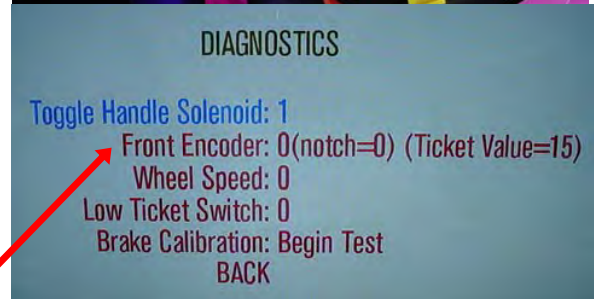 DIAGNOSTICS
Toggle Handle Solenoid: 1
Front Encoder: 0(notch=0) (Ticket Value=15)
Wheel Speed: 0
Low Ticket Switch: 0
Brake Calibration: Begin Test
BACK